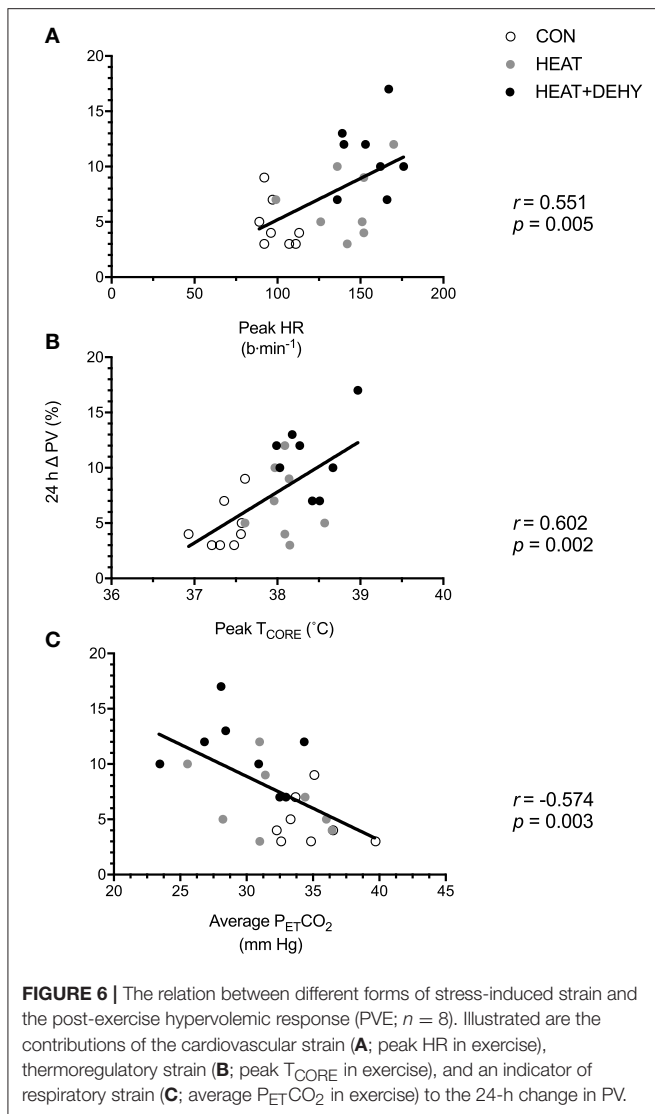 A
CON
HEAT
HEAT+DEHY
20
15
10
5
0
0 50 100 150 200
r = 0.551
p = 0.005
Peak HR
(b·min⁻¹)
B
20
15
10
5
0
36 37 38 39 40
24 h Δ PV (%)
r = 0.602
p = 0.002
Peak T_CORE (˚C)
C
20
15
10
5
0
20 25 30 35 40 45
r = -0.574
p = 0.003
Average P_ETCO₂
(mm Hg)
FIGURE 6 | The relation between different forms of stress-induced strain and
the post-exercise hypervolemic response (PVE; n = 8). Illustrated are the
contributions of the cardiovascular strain (A; peak HR in exercise),
thermoregulatory strain (B; peak T_CORE in exercise), and an indicator of
respiratory strain (C; average P_ETCO₂ in exercise) to the 24-h change in PV.